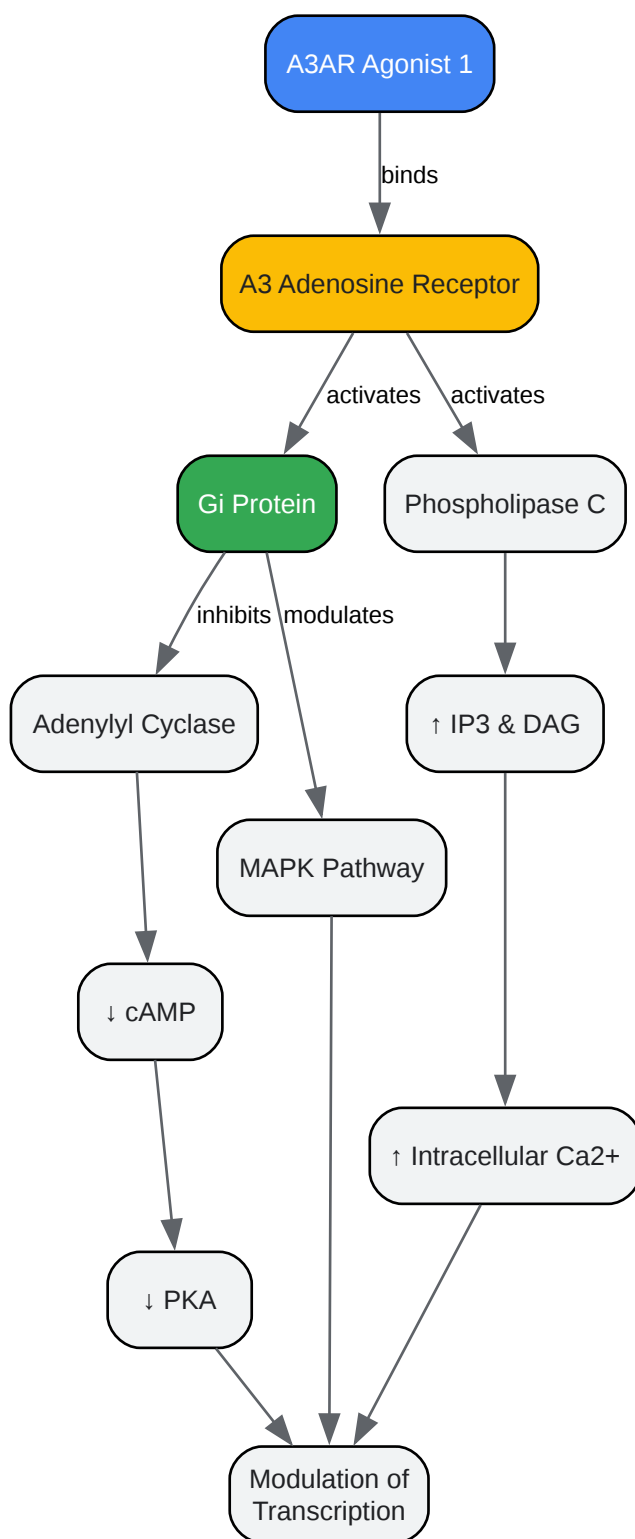 A3AR Agonist 1
binds
A3 Adenosine Receptor
activates
activates
Gi Protein
Phospholipase C
inhibits
modulates
Adenylyl Cyclase
↑ IP3 & DAG
MAPK Pathway
↓ cAMP
↑ Intracellular Ca2+
↓ PKA
Modulation of
Transcription